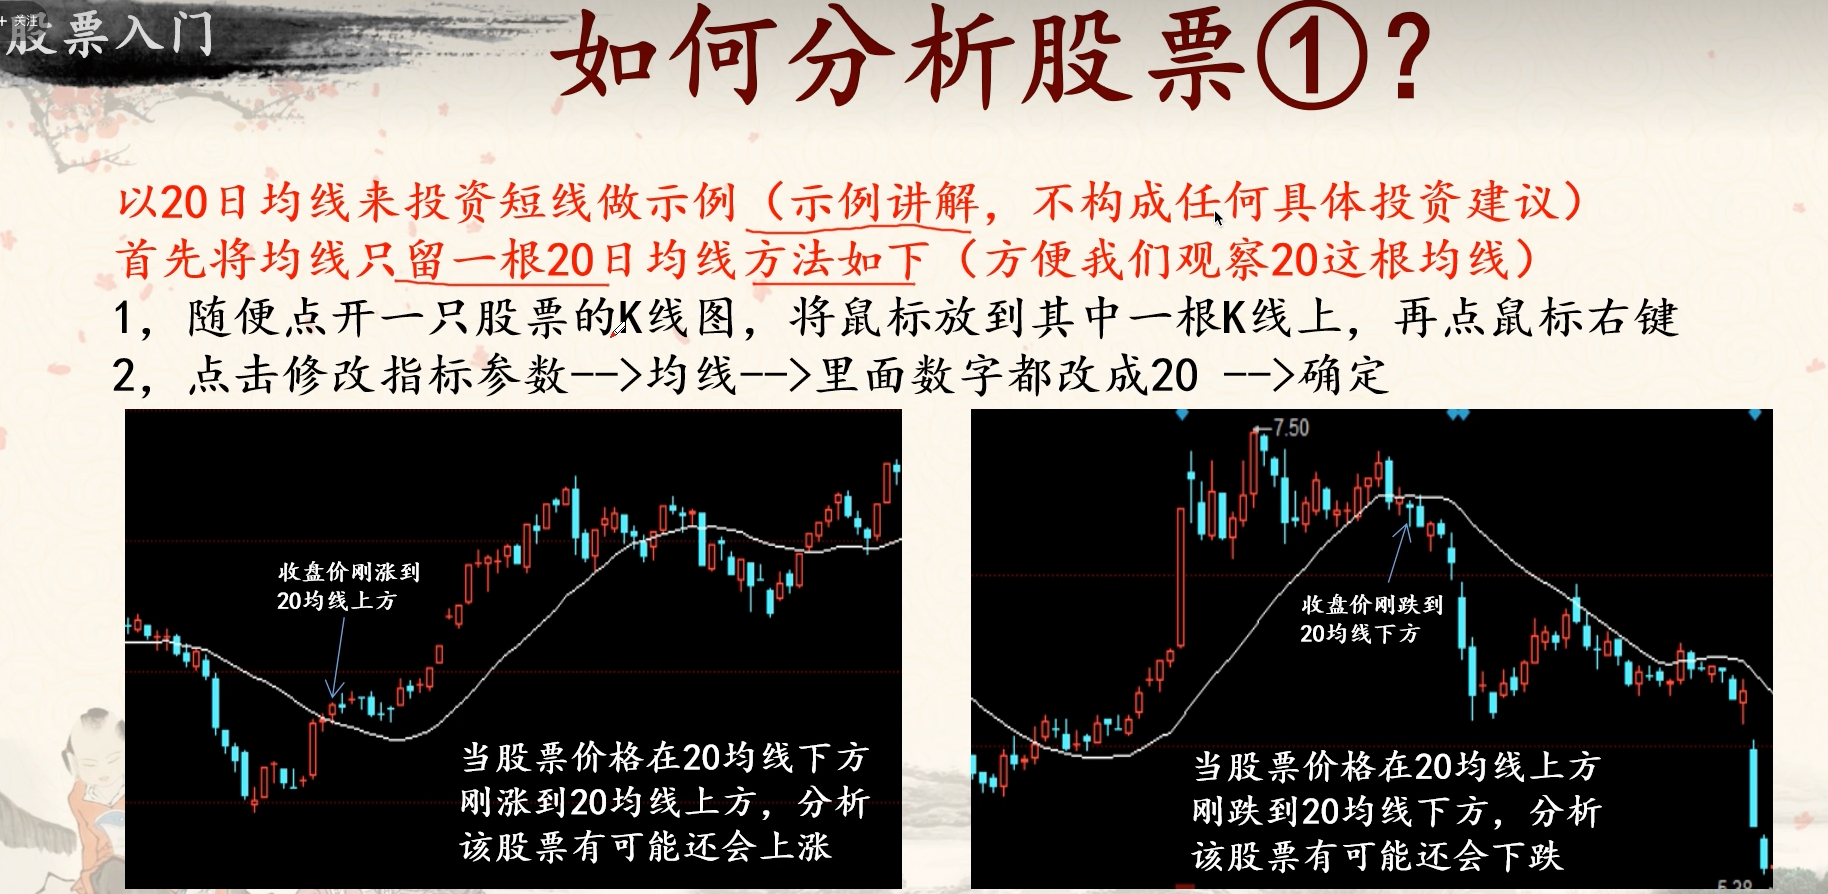 + 关注
股票入门
如何分析股票①?
以20日均线来投资短线做示例（示例讲解，不构成任何具体投资建议）
首先将均线只留一根20日均线方法如下（方便我们观察20这根均线）
1，随便点开一只股票的K线图，将鼠标放到其中一根K线上，再点鼠标右键
2，点击修改指标参数-->均线-->里面数字都改成20 -->确定
收盘价刚涨到
20均线上方
当股票价格在20均线下方
刚涨到20均线上方，分析
该股票有可能还会上涨
7.50
收盘价刚跌到
20均线下方
当股票价格在20均线上方
刚跌到20均线下方，分析
该股票有可能还会下跌